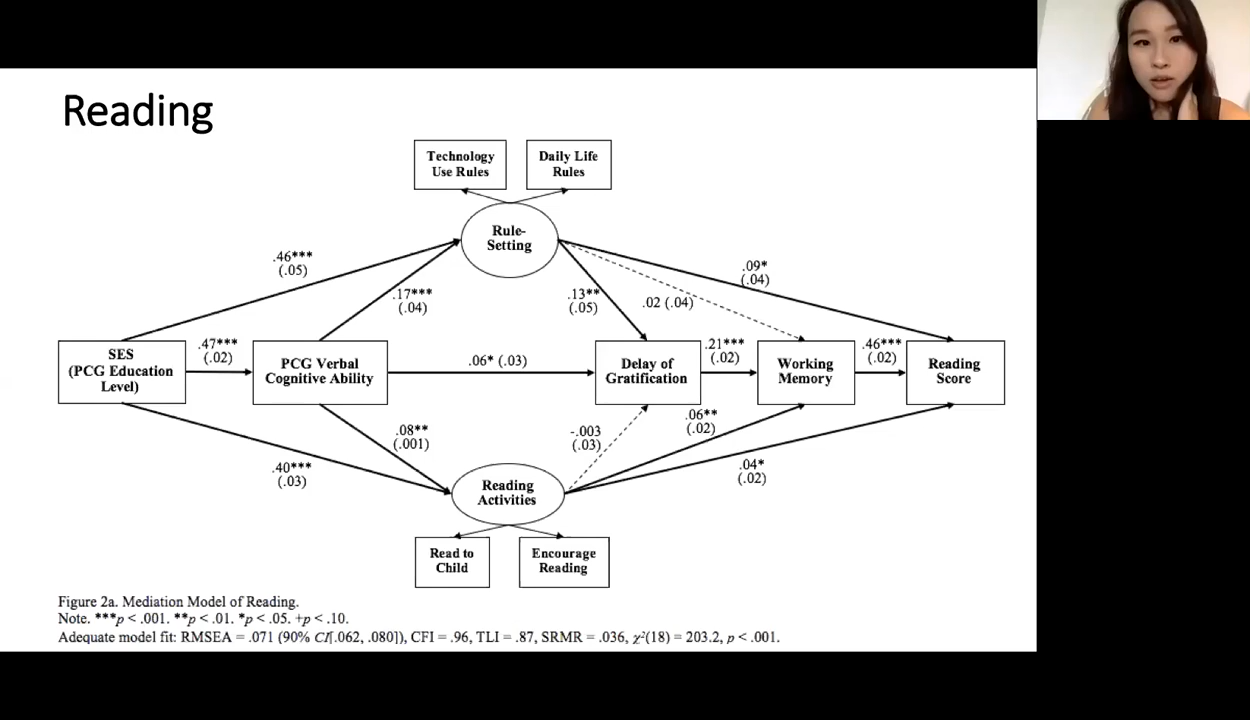 Reading
Technology
Use Rules
Daily Life
Rules
Rule-
Setting
.46***
(.05)
.17***
(.04)
.13**
(.05)
.02 (.04)
.09*
(.04)
SES
(PCG Education
Level)
.47***
(.02)
PCG Verbal
Cognitive Ability
.06* (.03)
Delay of
Gratification
.21***
(.02)
Working
Memory
.46***
(.02)
Reading
Score
.40***
(.03)
.08**
(.001)
-.003
(.03)
.06**
(.02)
.04*
(.02)
Reading
Activities
Read to
Child
Encourage
Reading
Figure 2a. Mediation Model of Reading.
Note. ***p < .001. **p < .01. *p < .05. +p < .10.
Adequate model fit: RMSEA = .071 (90% CI[.062, .080]), CFI = .96, TLI = .87, SRMR = .036, χ²(18) = 203.2, p < .001.